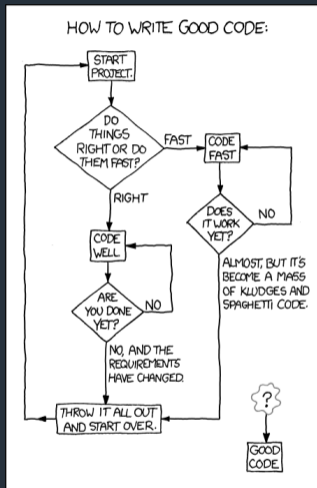 HOW TO WRITE GOOD CODE:
START
PROJECT.
DO
THINGS
RIGHT OR DO
THEM FAST?
FAST
CODE
FAST
RIGHT
DOES
IT WORK
YET?
NO
CODE
WELL
ARE
YOU DONE
YET?
NO
ALMOST, BUT IT'S
BECOME A MASS
OF KLUDGES AND
SPAGHETTI CODE.
NO, AND THE
REQUIREMENTS
HAVE CHANGED.
THROW IT ALL OUT
AND START OVER.
?
GOOD
CODE